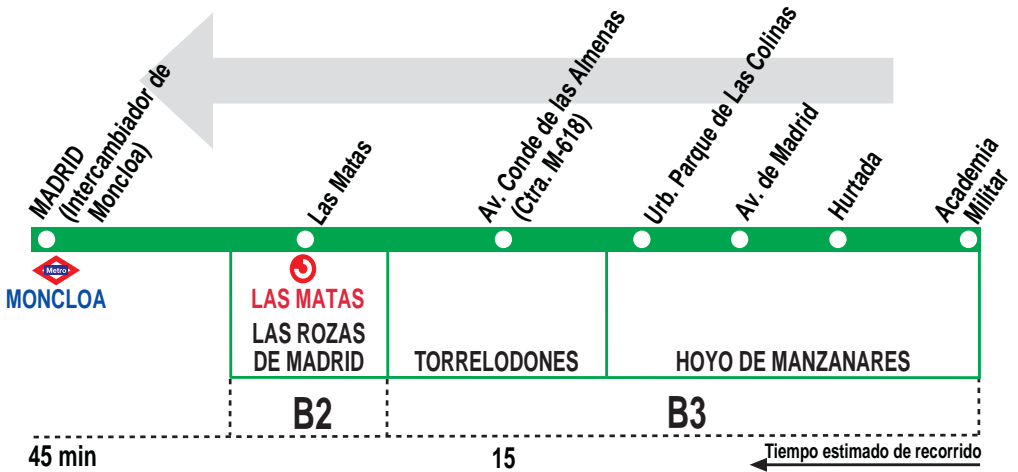 MADRID
(Intercambiador de
Moncloa)
Las Matas
Av. Conde de las Almenas
(Ctra. M-618)
Urb. Parque de Las Colinas
Av. de Madrid
Hurtada
Academia
Militar
Metro
MONCLOA
LAS MATAS
LAS ROZAS
DE MADRID
TORRELODONES
HOYO DE MANZANARES
B2
B3
45 min
15
Tiempo estimado de recorrido